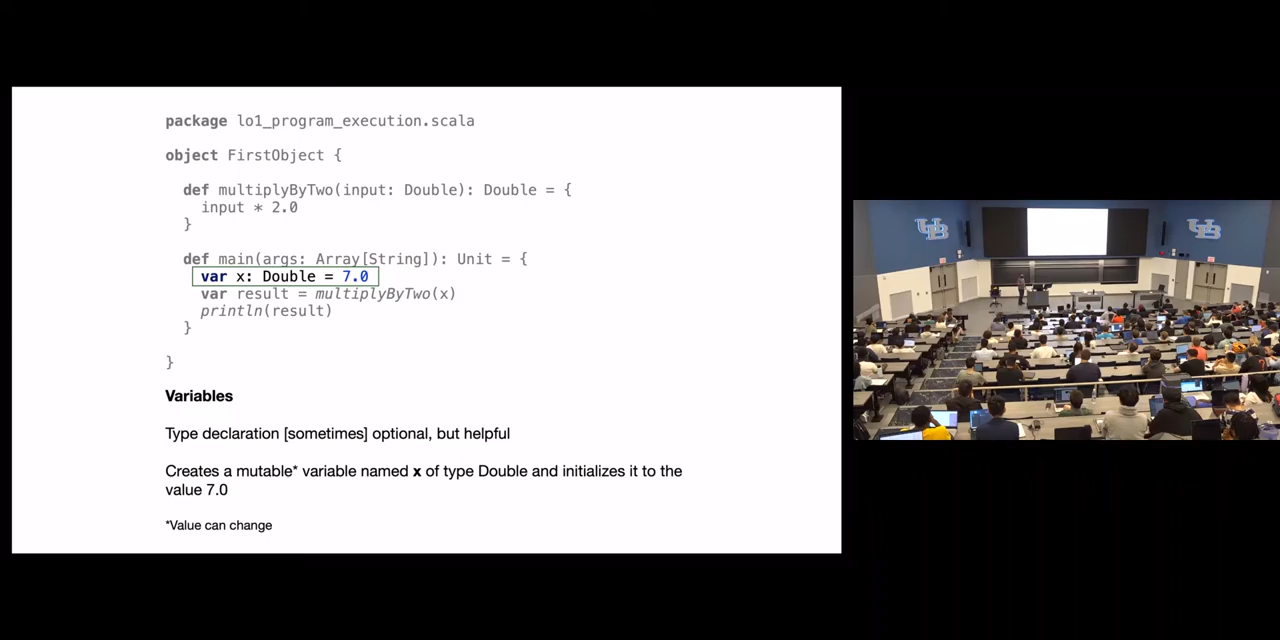 package lo1_program_execution.scala
object FirstObject {
def multiplyByTwo(input: Double): Double = {
input * 2.0
}
def main(args: Array[String]): Unit = {
var x: Double = 7.0
var result = multiplyByTwo(x)
println(result)
}
}
Variables
Type declaration [sometimes] optional, but helpful
Creates a mutable* variable named x of type Double and initializes it to the
value 7.0
*Value can change
UB
UB